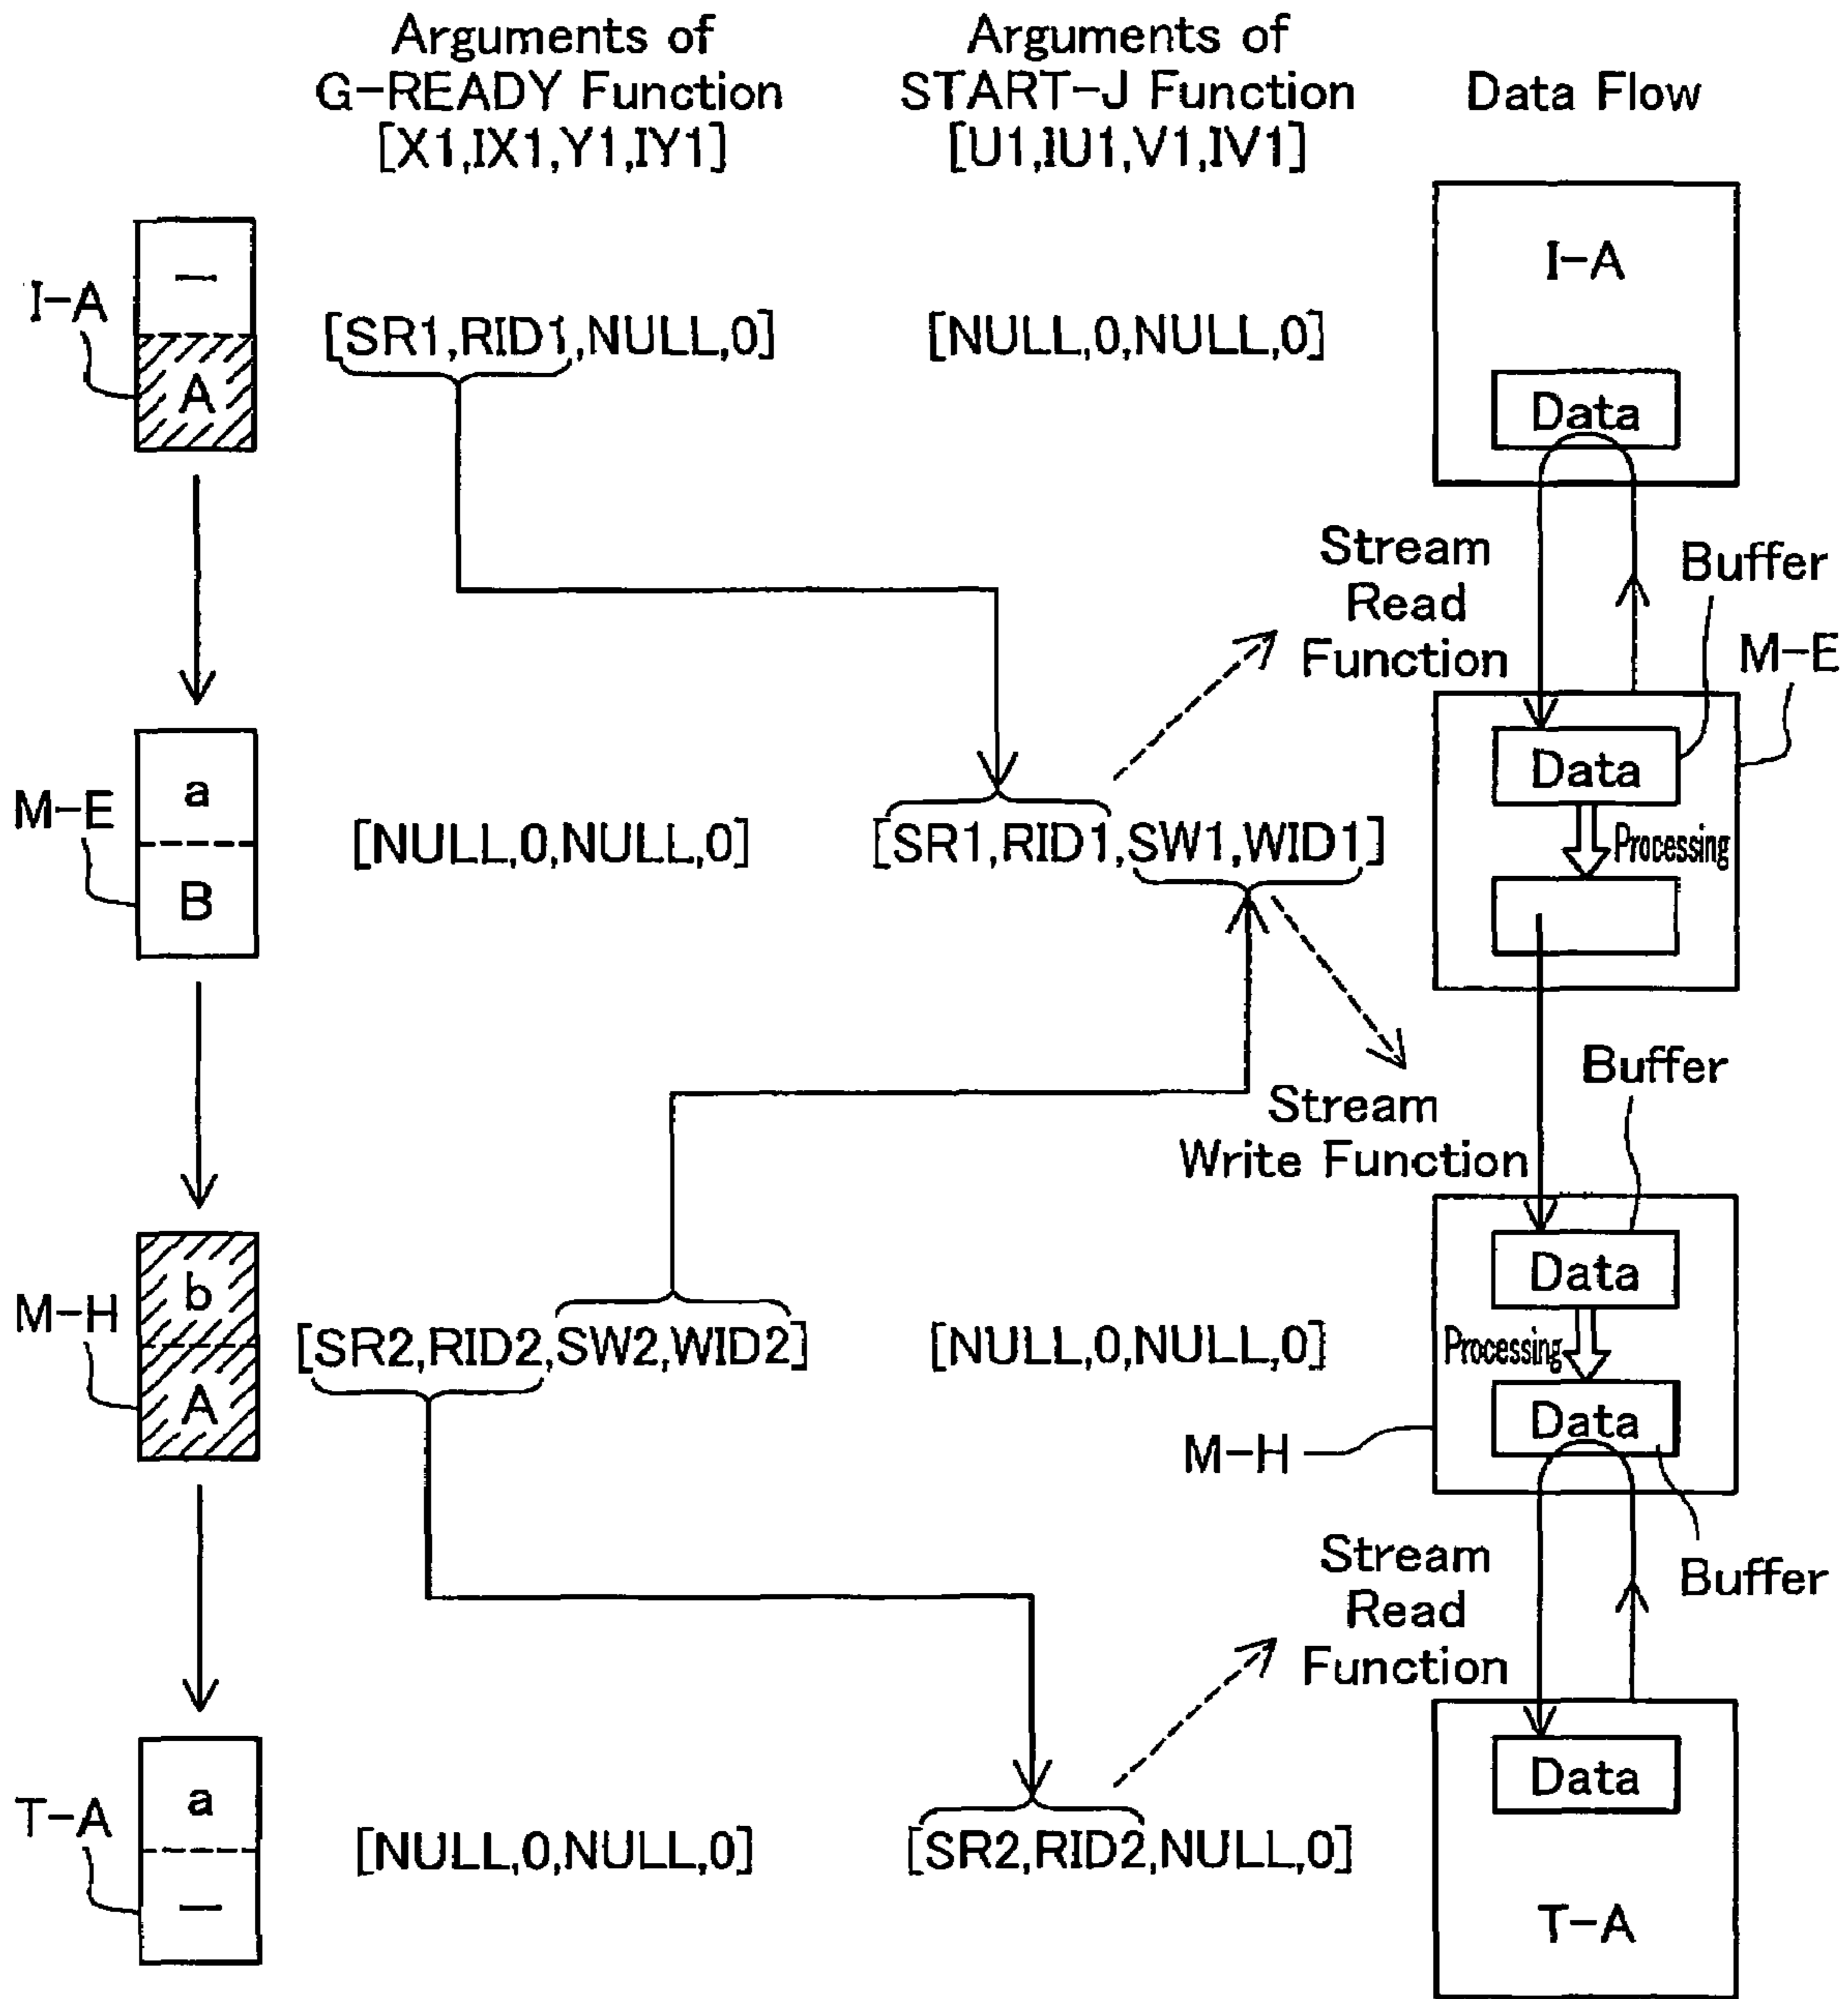 Arguments of
G-READY Function
[X1,IX1,Y1,IY1]
Arguments of
START-J Function
[U1,IU1,V1,IV1]
Data Flow
I-A
—
A
[SR1,RID1,NULL,0]
[NULL,0,NULL,0]
I-A
Data
Stream
Read
Function
Buffer
M-E
M-E
a
B
[NULL,0,NULL,0]
[SR1,RID1,SW1,WID1]
Data
Processing
Stream
Write Function
Buffer
M-H
b
A
[SR2,RID2,SW2,WID2]
[NULL,0,NULL,0]
Data
Processing
Data
M-H
Buffer
Stream
Read
Function
T-A
a
—
[NULL,0,NULL,0]
[SR2,RID2,NULL,0]
Data
T-A